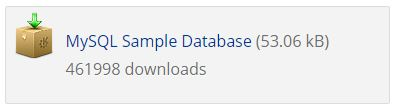 MySQL Sample Database (53.06 kB)
461998 downloads